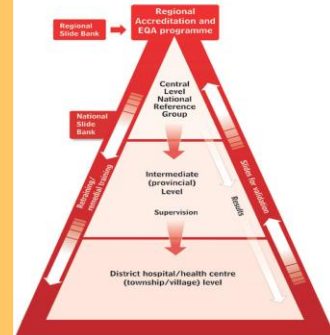 Regional
Accreditation and
EQA programme
Regional
Slide Bank
Central
Level
National
Reference
Group
National
Slide
Bank
Retraining/
remedial training
Slides for validation
Results
Intermediate
(provincial)
Level
Supervision
District hospital/health centre
(township/village) level